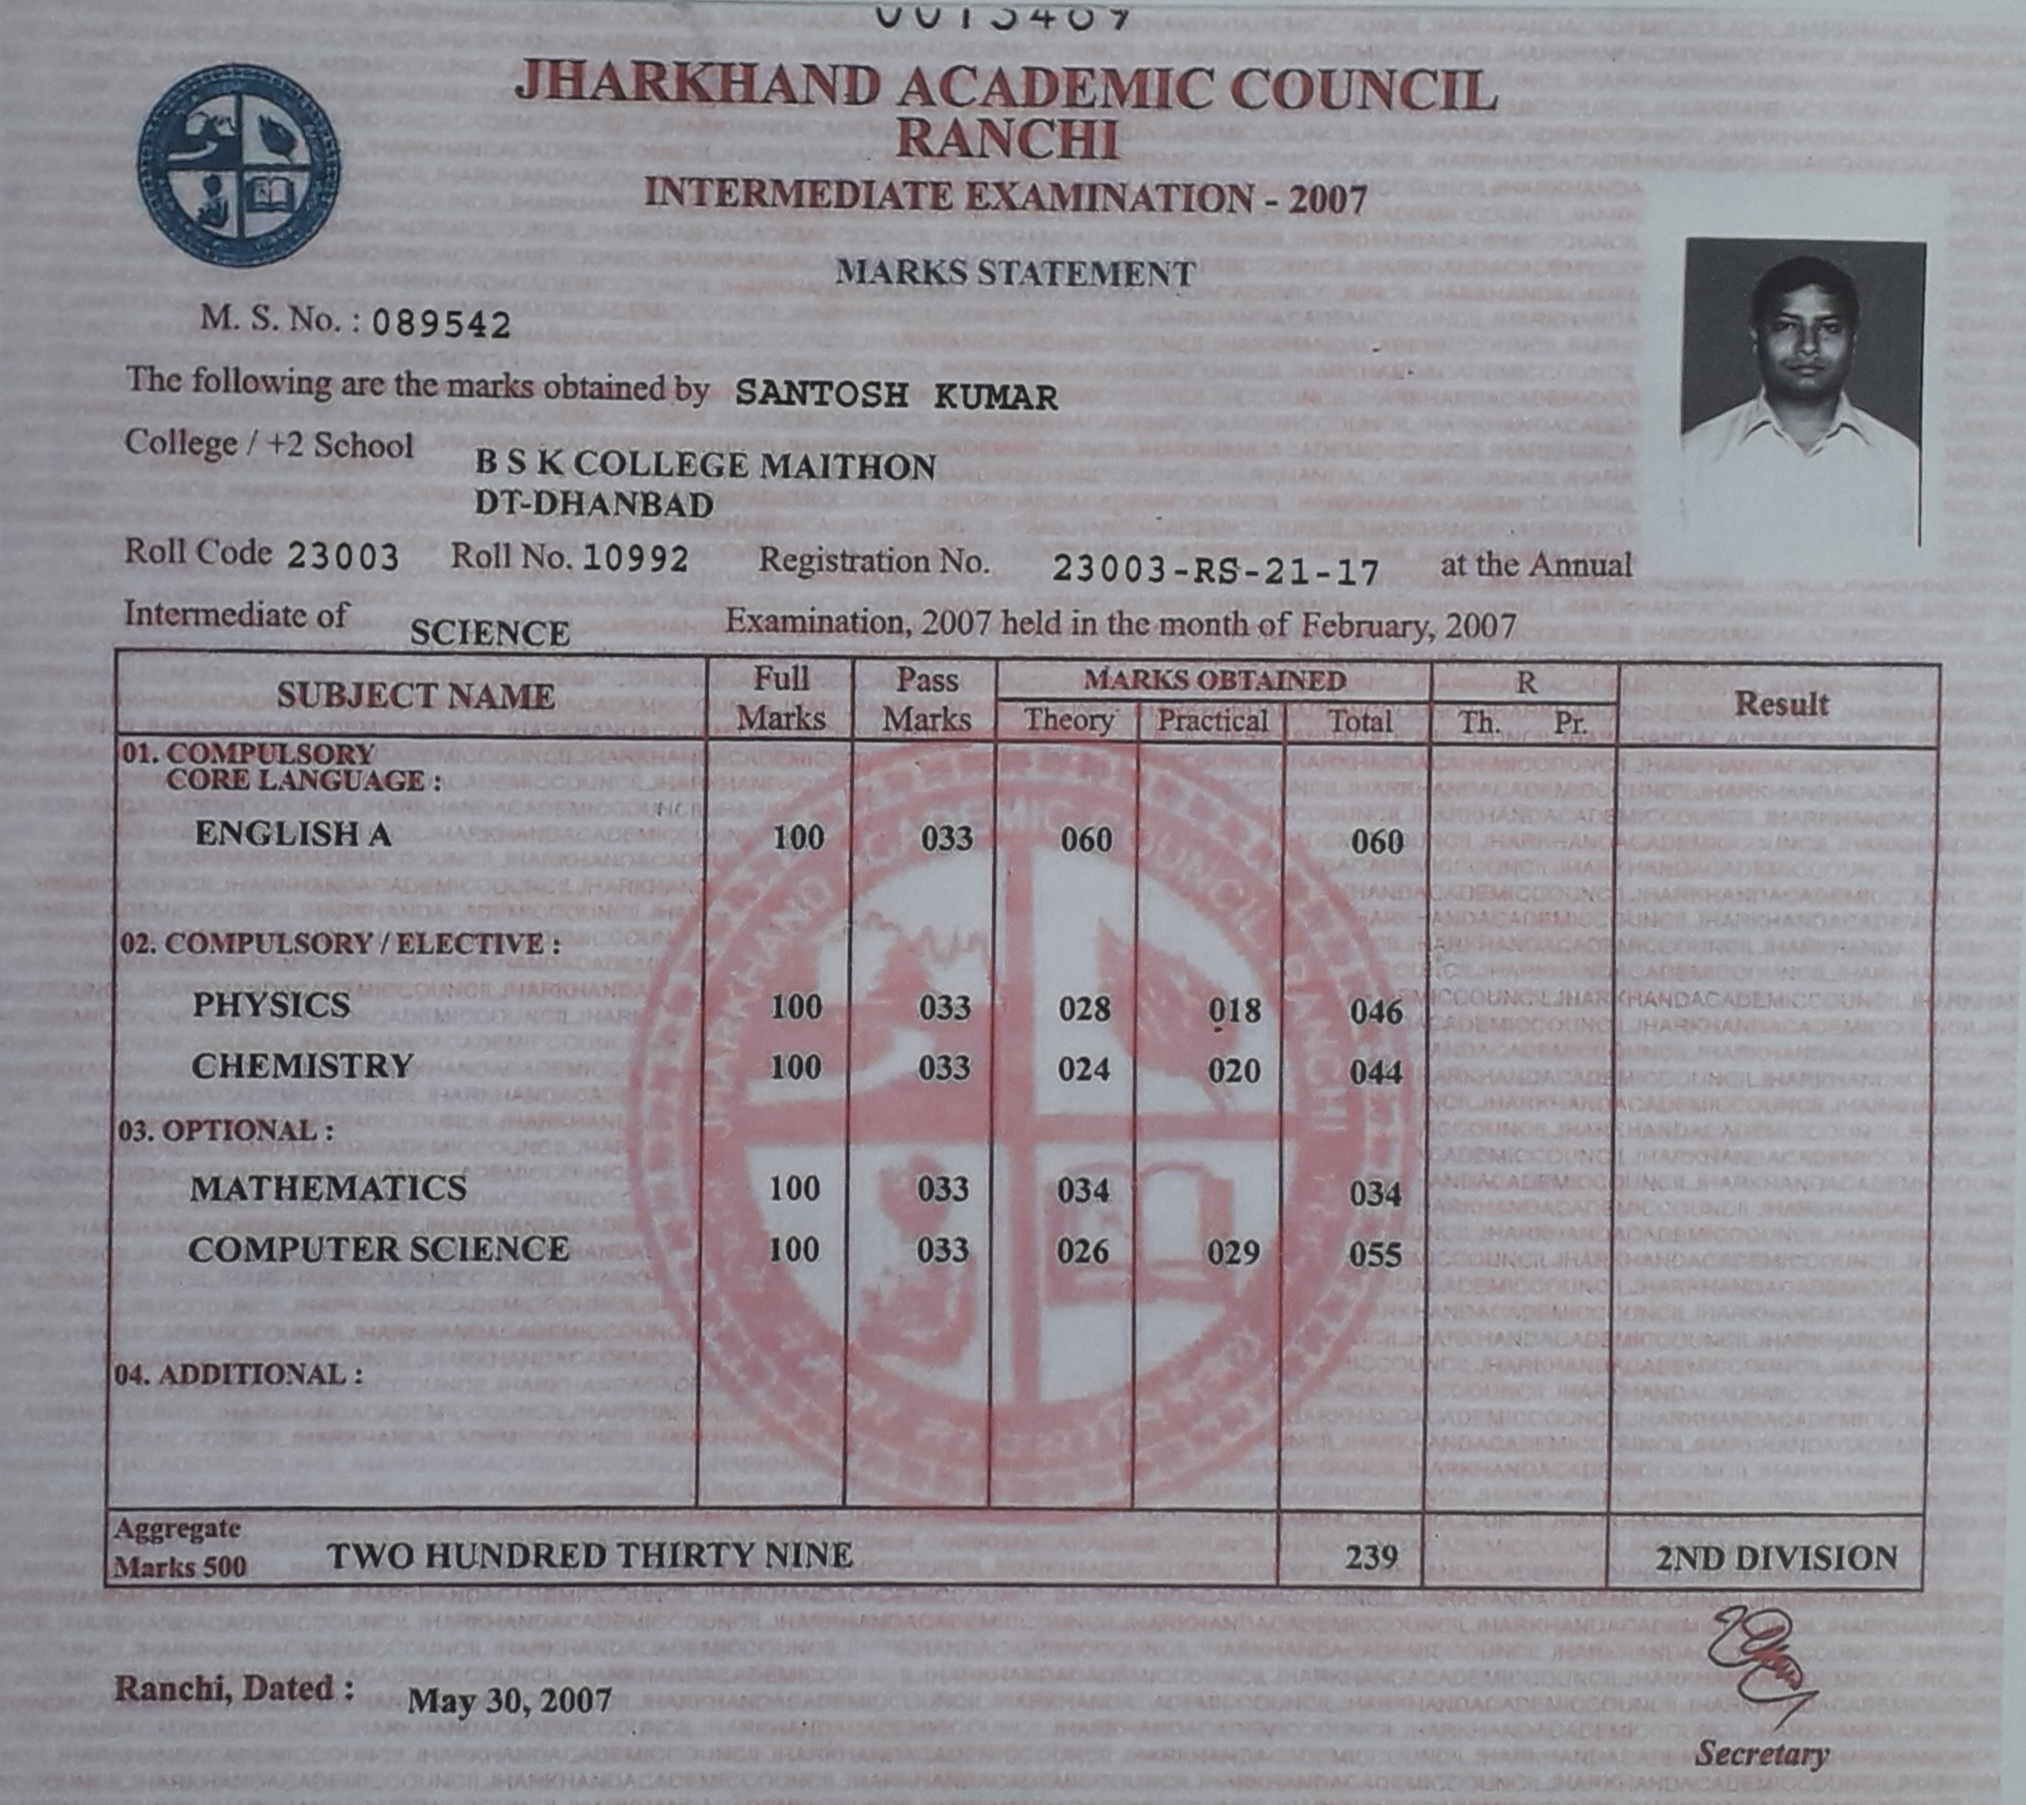 JHARKHAND ACADEMIC COUNCIL
RANCHI
INTERMEDIATE EXAMINATION - 2007
MARKS STATEMENT
M. S. No. : 089542
The following are the marks obtained by SANTOSH KUMAR
College / +2 School B S K COLLEGE MAITHON
DT-DHANBAD
Roll Code 23003 Roll No. 10992 Registration No. 23003-RS-21-17 at the Annual
Intermediate of SCIENCE Examination, 2007 held in the month of February, 2007
SUBJECT NAME Full Marks Pass Marks MARKS OBTAINED R Result
Theory Practical Total Th. Pr.
01. COMPULSORY
CORE LANGUAGE :
ENGLISH A 100 033 060 060
02. COMPULSORY / ELECTIVE :
PHYSICS 100 033 028 018 046
CHEMISTRY 100 033 024 020 044
03. OPTIONAL :
MATHEMATICS 100 033 034 034
COMPUTER SCIENCE 100 033 026 029 055
04. ADDITIONAL :
Aggregate
Marks 500 TWO HUNDRED THIRTY NINE 239 2ND DIVISION
Ranchi, Dated : May 30, 2007
Secretary